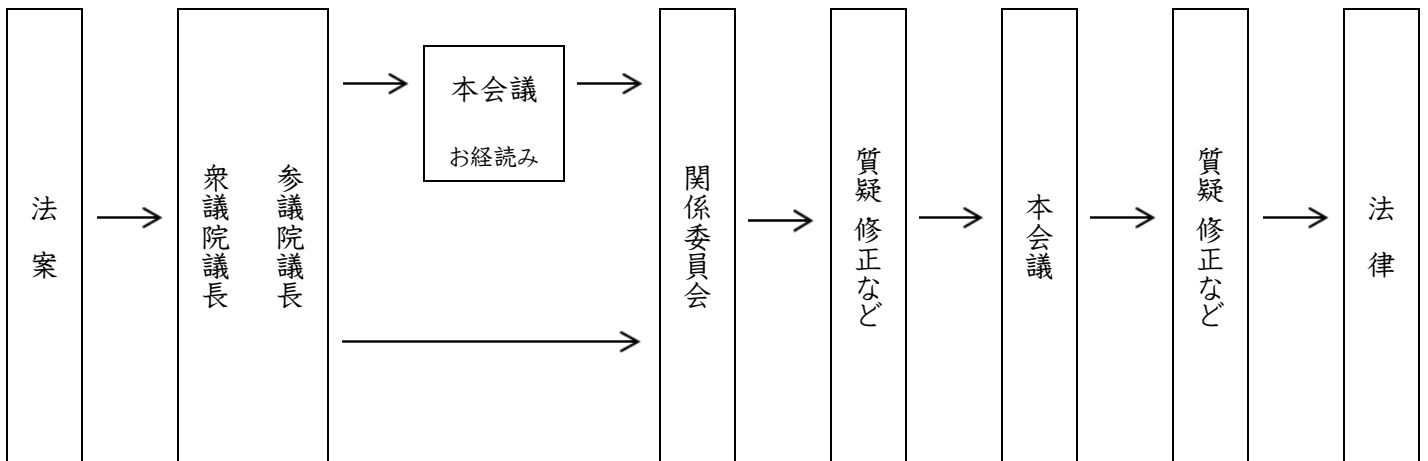 法案
参議院議長
衆議院議長
本会議
お経読み
関係委員会
質疑 修正など
本会議
質疑 修正など
法律